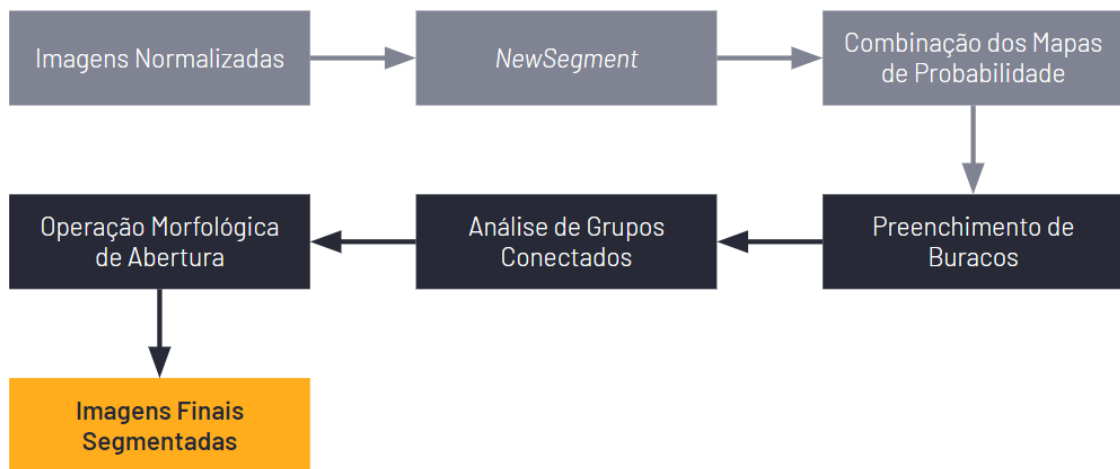 Imagens Normalizadas
NewSegment
Combinação dos Mapas
de Probabilidade
Preenchimento de
Buracos
Análise de Grupos
Conectados
Operação Morfológica
de Abertura
Imagens Finais
Segmentadas